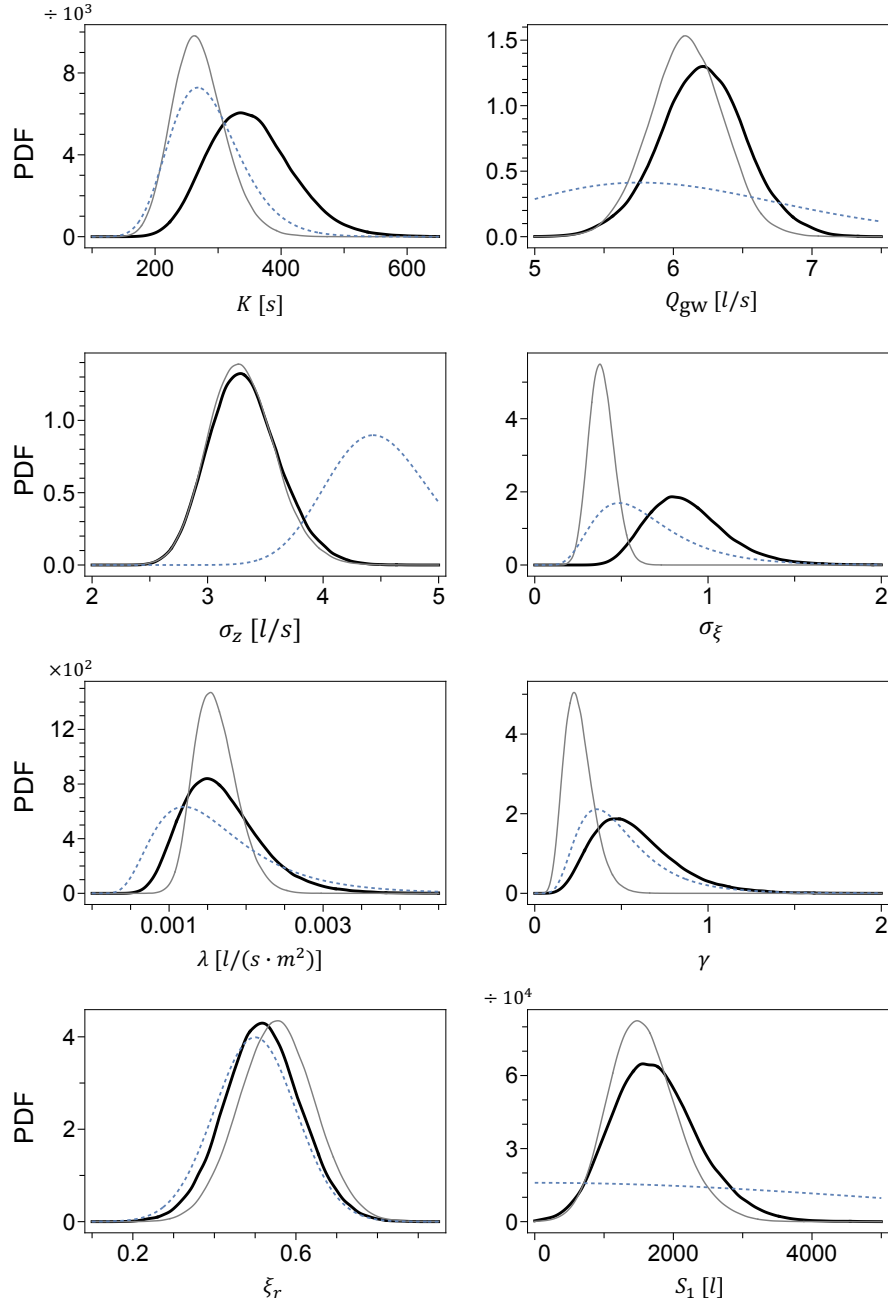 ÷ 10³
PDF
9
6
3
0
200 400 600
K [s]
1.5
1.0
0.5
0.0
5 6 7
Q_gw [l/s]
PDF
1.0
0.5
0.0
2 3 4 5
σ_z [l/s]
4
2
0
0 1 2
σ_ξ
×10²
PDF
12
8
4
0
0.001 0.003
λ [l/(s · m²)]
4
2
0
0 1 2
γ
PDF
4
2
0
0.2 0.6
ξ_r
÷ 10⁴
6
3
0
0 2000 4000
S₁ [l]